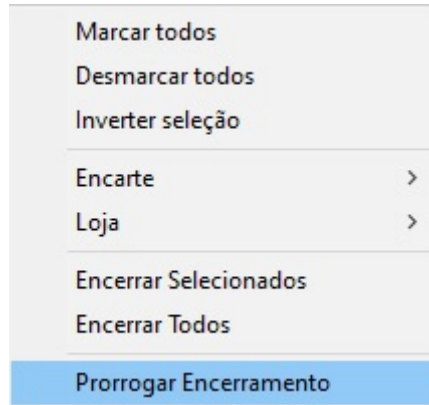 Marcar todos
Desmarcar todos
Inverter seleção
Encarte
Loja
Encerrar Selecionados
Encerrar Todos
Prorrogar Encerramento